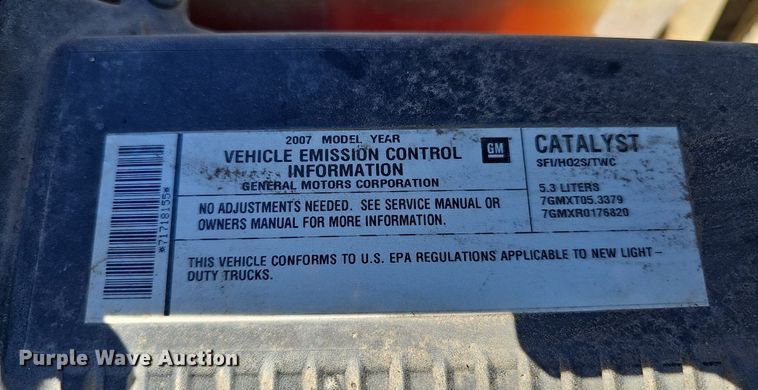 2007 MODEL YEAR
VEHICLE EMISSION CONTROL
INFORMATION
GENERAL MOTORS CORPORATION
GM
CATALYST
SFI/HO2S/TWC
NO ADJUSTMENTS NEEDED. SEE SERVICE MANUAL OR
OWNERS MANUAL FOR MORE INFORMATION.
5.3 LITERS
7GMXT05.3379
7GMXR0176820
THIS VEHICLE CONFORMS TO U.S. EPA REGULATIONS APPLICABLE TO NEW LIGHT-
DUTY TRUCKS.
*71718155*
Purple Wave Auction